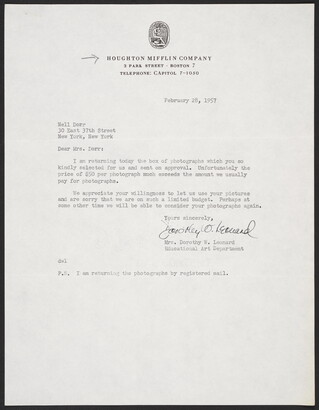 HOUGHTON MIFFLIN COMPANY
2 PARK STREET · BOSTON 7
TELEPHONE: CAPITOL 7-1050
February 28, 1957
Nell Dorr
30 East 37th Street
New York, New York
Dear Mrs. Dorr:
I am returning today the box of photographs which you so
kindly selected for us and sent on approval. Unfortunately the
price of $50 per photograph much exceeds the amount we usually
pay for photographs.
We appreciate your willingness to let us use your pictures
and are sorry that we are on such a limited budget. Perhaps at
some other time we will be able to consider your photographs again.
Yours sincerely,
Dorothy O. Leonard
Mrs. Dorothy O. Leonard
Educational Art Department
P.S. I am returning the photographs by registered mail.